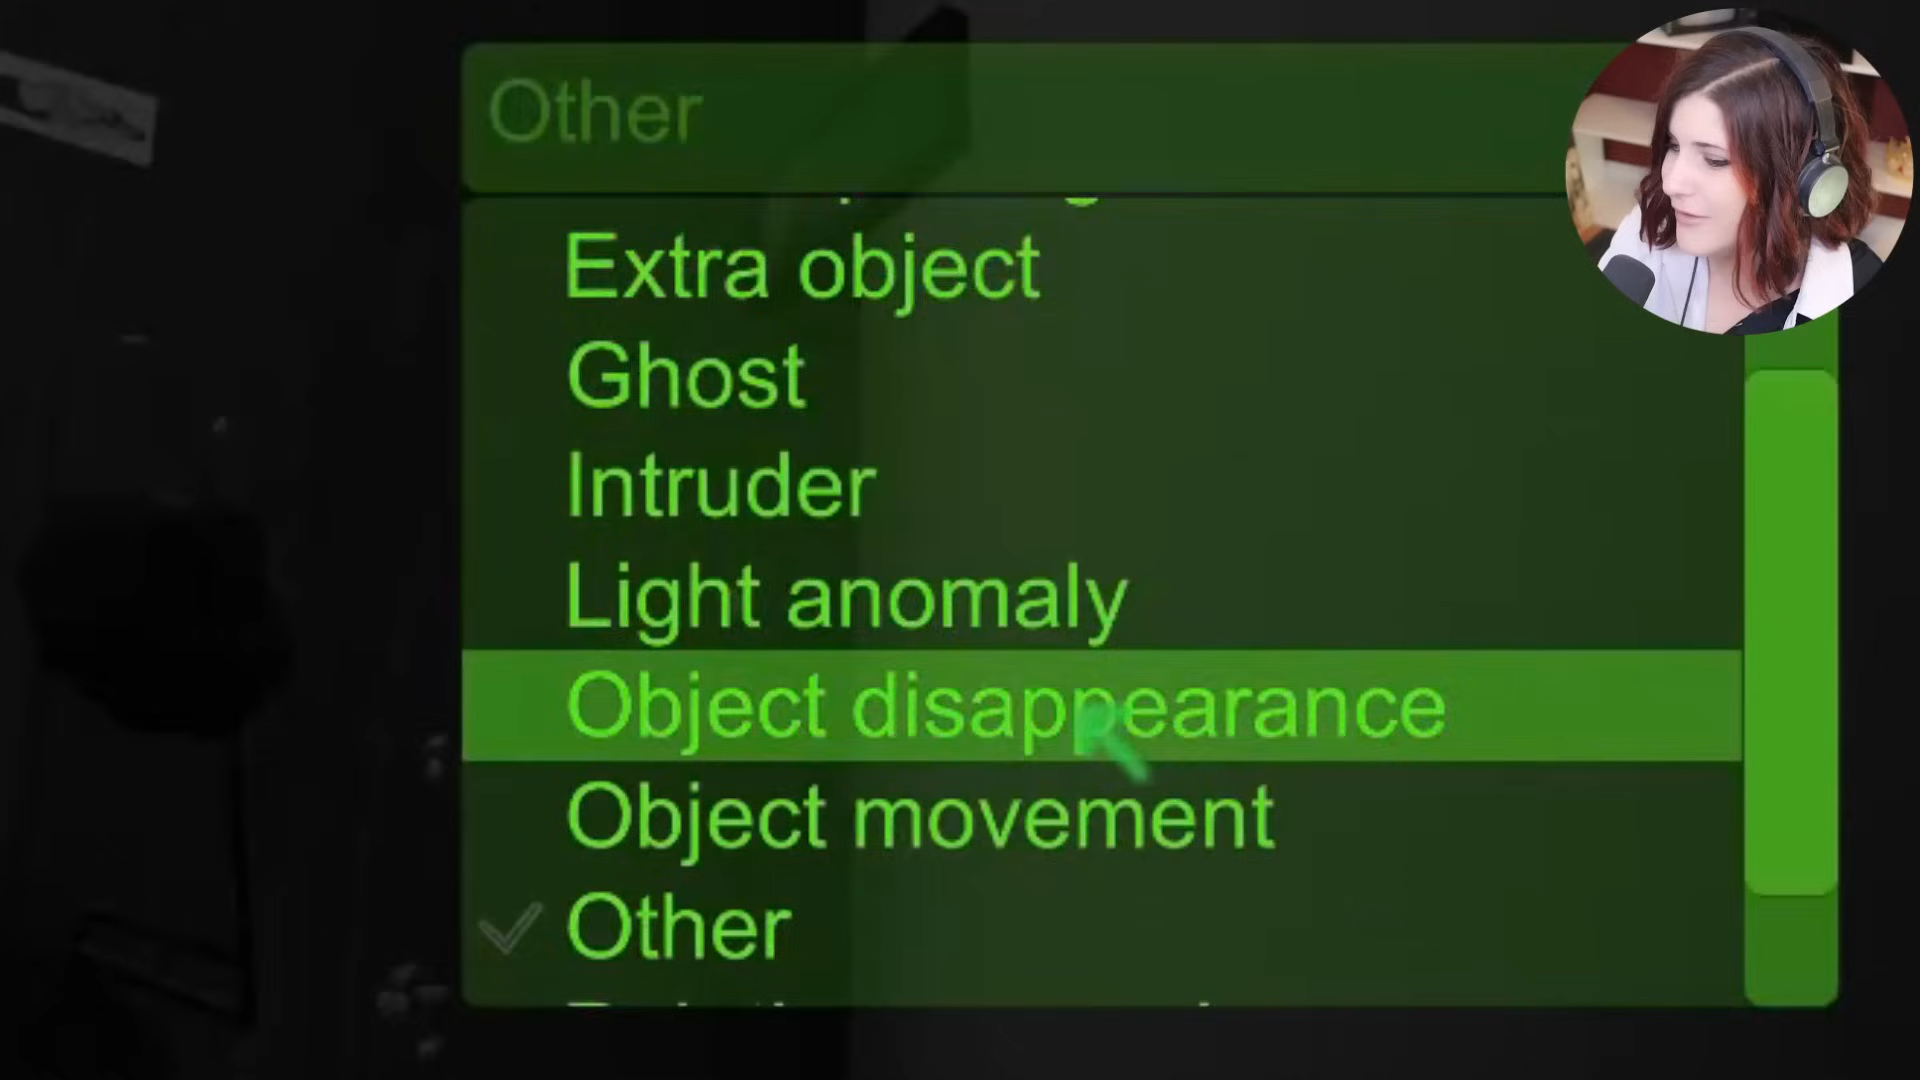 Other
Extra object
Ghost
Intruder
Light anomaly
Object disappearance
Object movement
Other